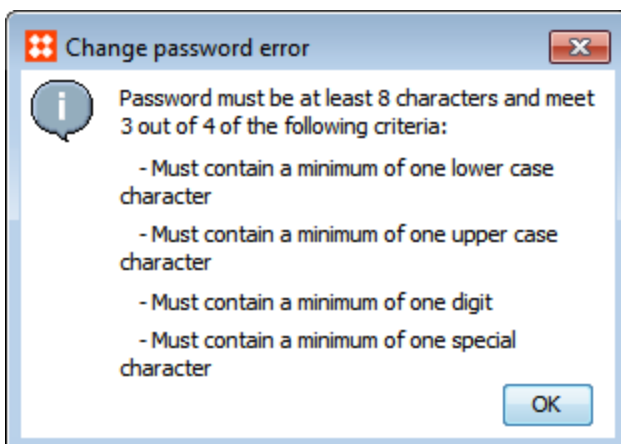 Change password error
Password must be at least 8 characters and meet
3 out of 4 of the following criteria:
- Must contain a minimum of one lower case
character
- Must contain a minimum of one upper case
character
- Must contain a minimum of one digit
- Must contain a minimum of one special
character
OK